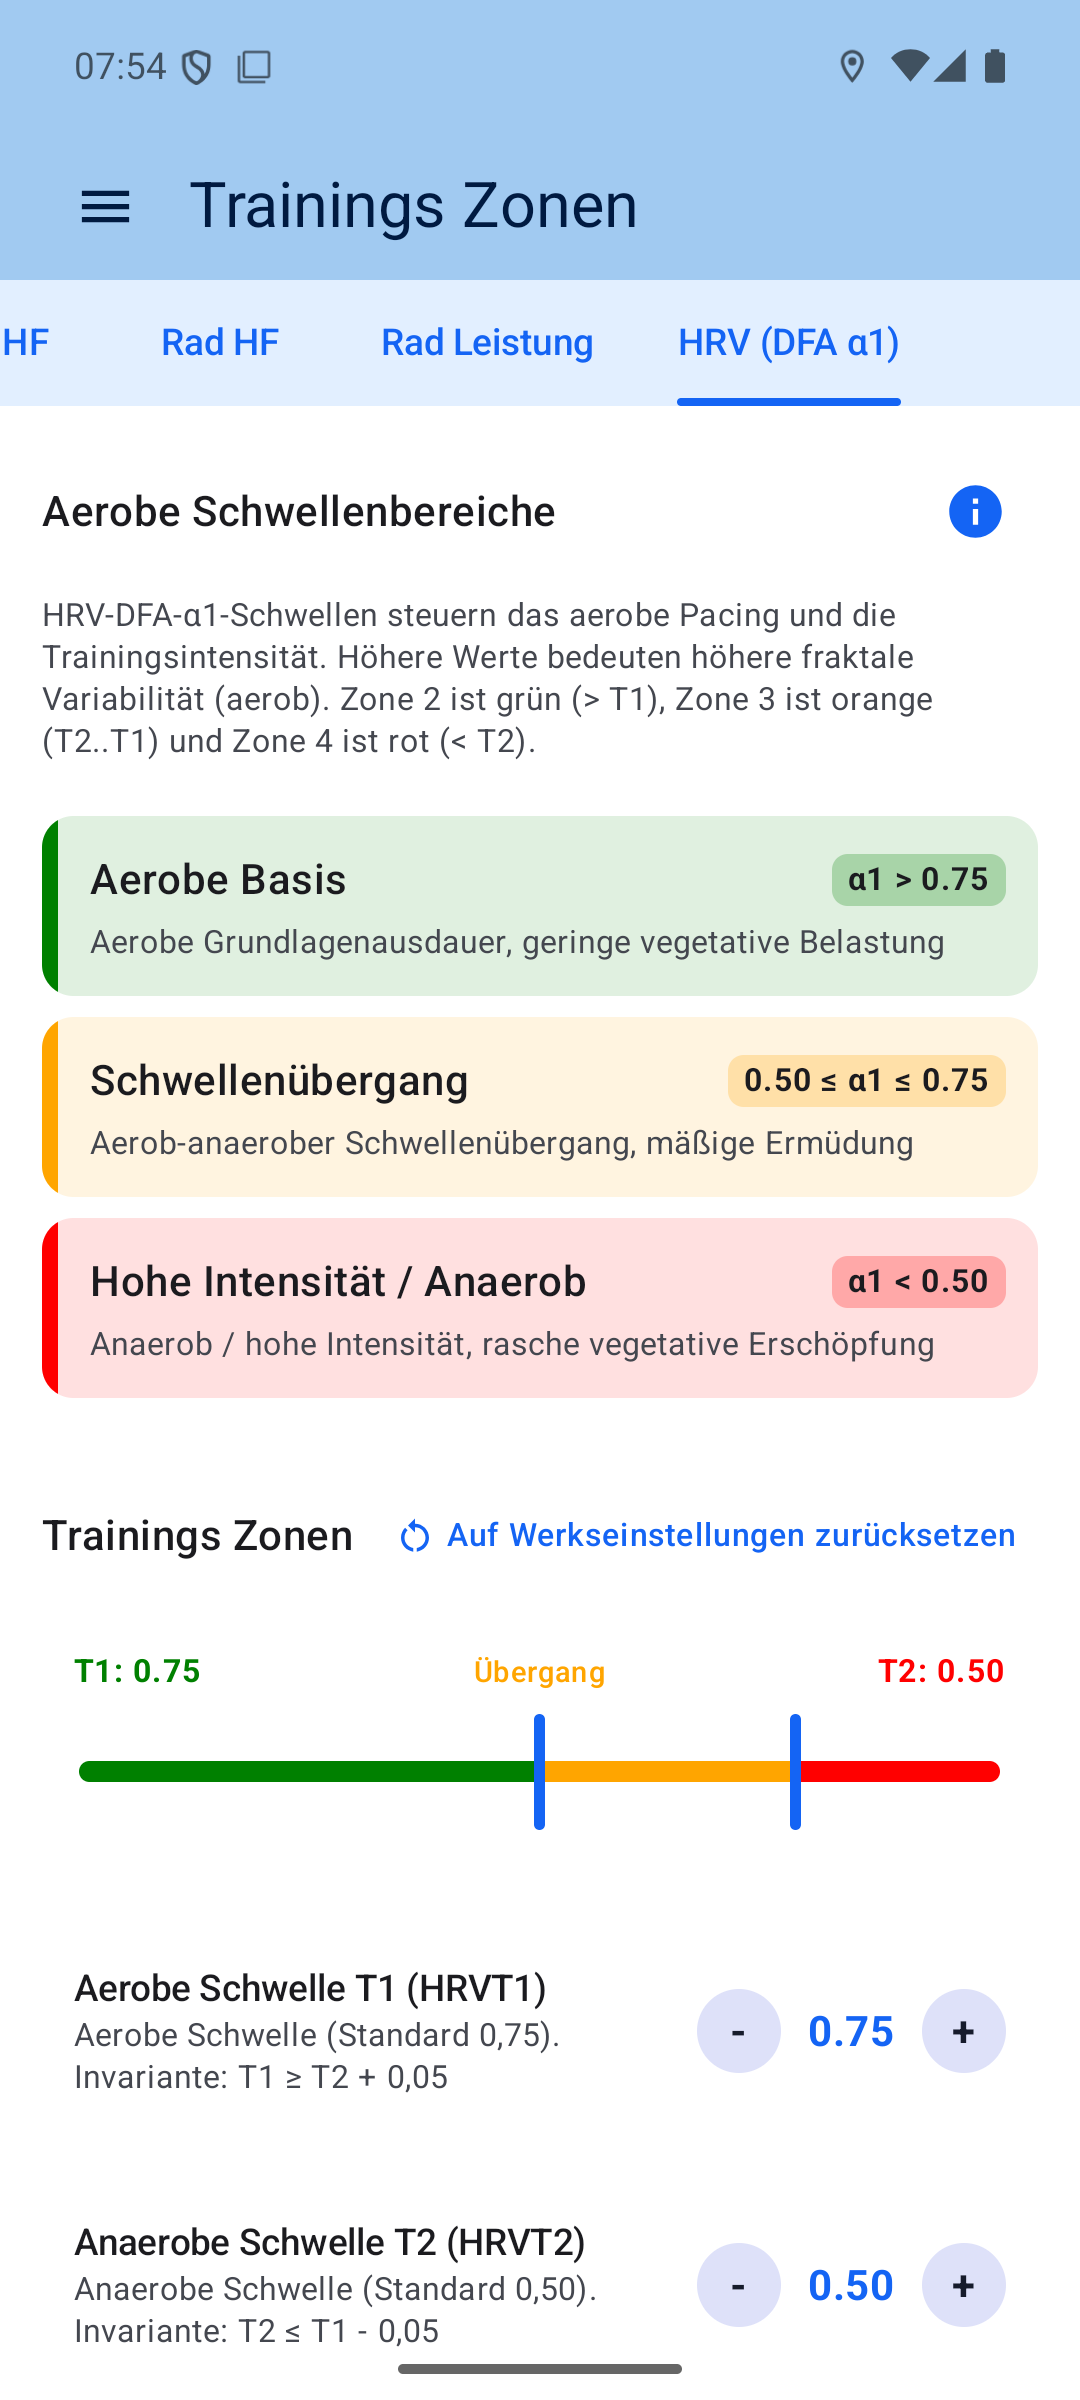 07:54
Trainings Zonen
HF
Rad HF
Rad Leistung
HRV (DFA α1)
Aerobe Schwellenbereiche
HRV-DFA-α1-Schwellen steuern das aerobe Pacing und die
Trainingsintensität. Höhere Werte bedeuten höhere fraktale
Variabilität (aerob). Zone 2 ist grün (> T1), Zone 3 ist orange
(T2..T1) und Zone 4 ist rot (< T2).
Aerobe Basis
α1 > 0.75
Aerobe Grundlagenausdauer, geringe vegetative Belastung
Schwellenübergang
0.50 ≤ α1 ≤ 0.75
Aerob-anaerober Schwellenübergang, mäßige Ermüdung
Hohe Intensität / Anaerob
α1 < 0.50
Anaerob / hohe Intensität, rasche vegetative Erschöpfung
Trainings Zonen
Auf Werkseinstellungen zurücksetzen
T1: 0.75
Übergang
T2: 0.50
Aerobe Schwelle T1 (HRVT1)
Aerobe Schwelle (Standard 0,75).
Invariante: T1 ≥ T2 + 0,05
- 0.75 +
Anaerobe Schwelle T2 (HRVT2)
Anaerobe Schwelle (Standard 0,50).
Invariante: T2 ≤ T1 - 0,05
- 0.50 +